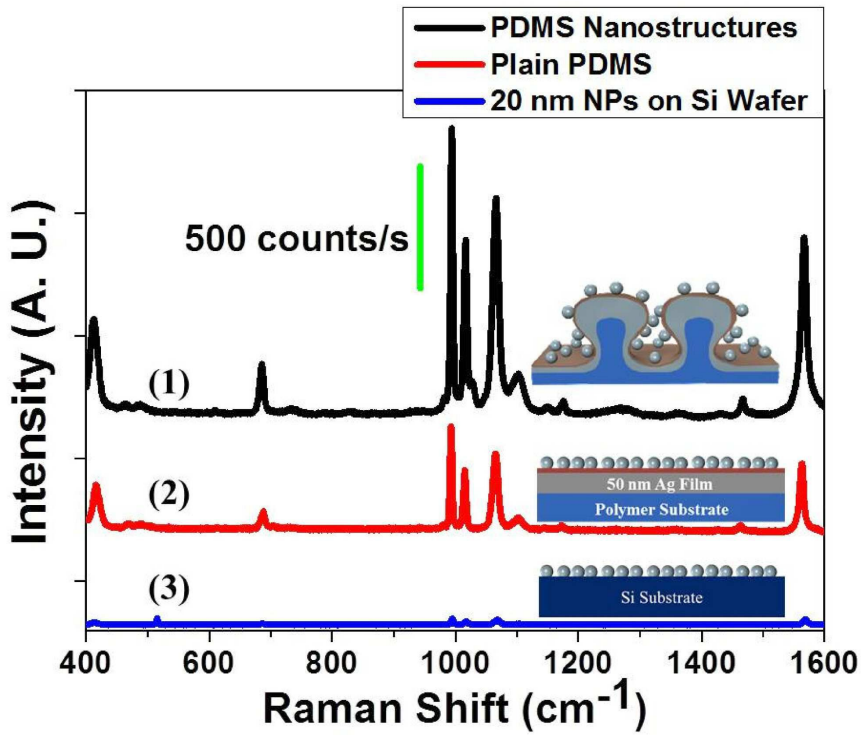 PDMS Nanostructures
Plain PDMS
20 nm NPs on Si Wafer
500 counts/s
Intensity (A. U.)
(1)
(2)
50 nm Ag Film
Polymer Substrate
(3)
Si Substrate
400 600 800 1000 1200 1400 1600
Raman Shift (cm-1)